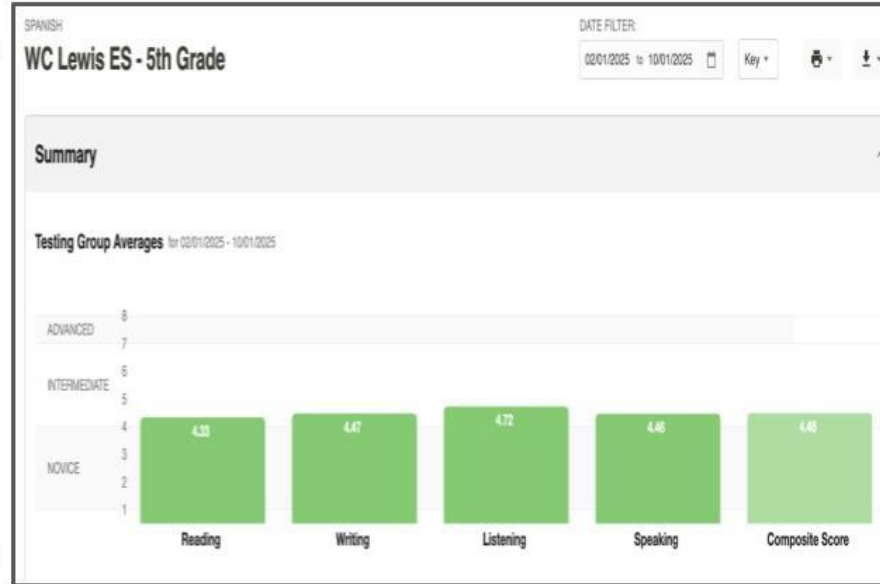 SPANISH
WC Lewis ES - 5th Grade
DATE FILTER:
02/01/2025 to 10/01/2025
Key
Summary
Testing Group Averages for 02/01/2025 - 10/01/2025
8
ADVANCED
7
6
INTERMEDIATE
5
4
3
NOVICE
2
1
4.33
4.47
4.72
4.46
Reading
Writing
Listening
Speaking
Composite Score